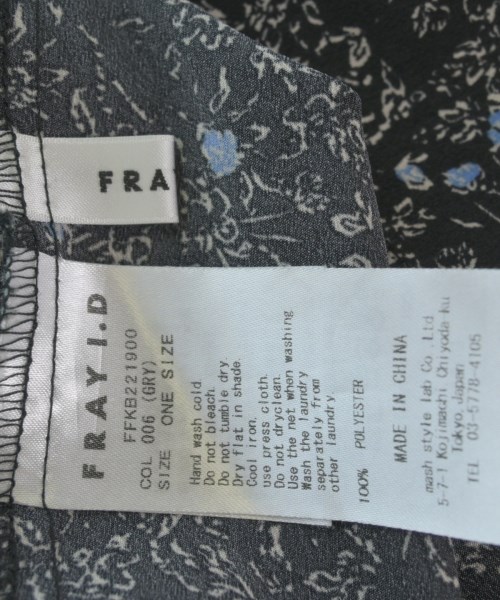 FRA
FRAY I.D
FFKB221900
COL 006 (GRY)
SIZE ONE SIZE
Hand wash cold
Do not bleach.
Do not tumble dry.
Dry flat in shade.
Cool iron.
use press cloth.
Do not dryclean.
Use the net when washing
Wash the laundry
separately from
other laundry.
100% POLYESTER
MADE IN CHINA
mash style lab Co .Ltd
5-7-1 Kojimachi Chiyoda-ku
Tokyo, Japan
TEL 03-5778-4105